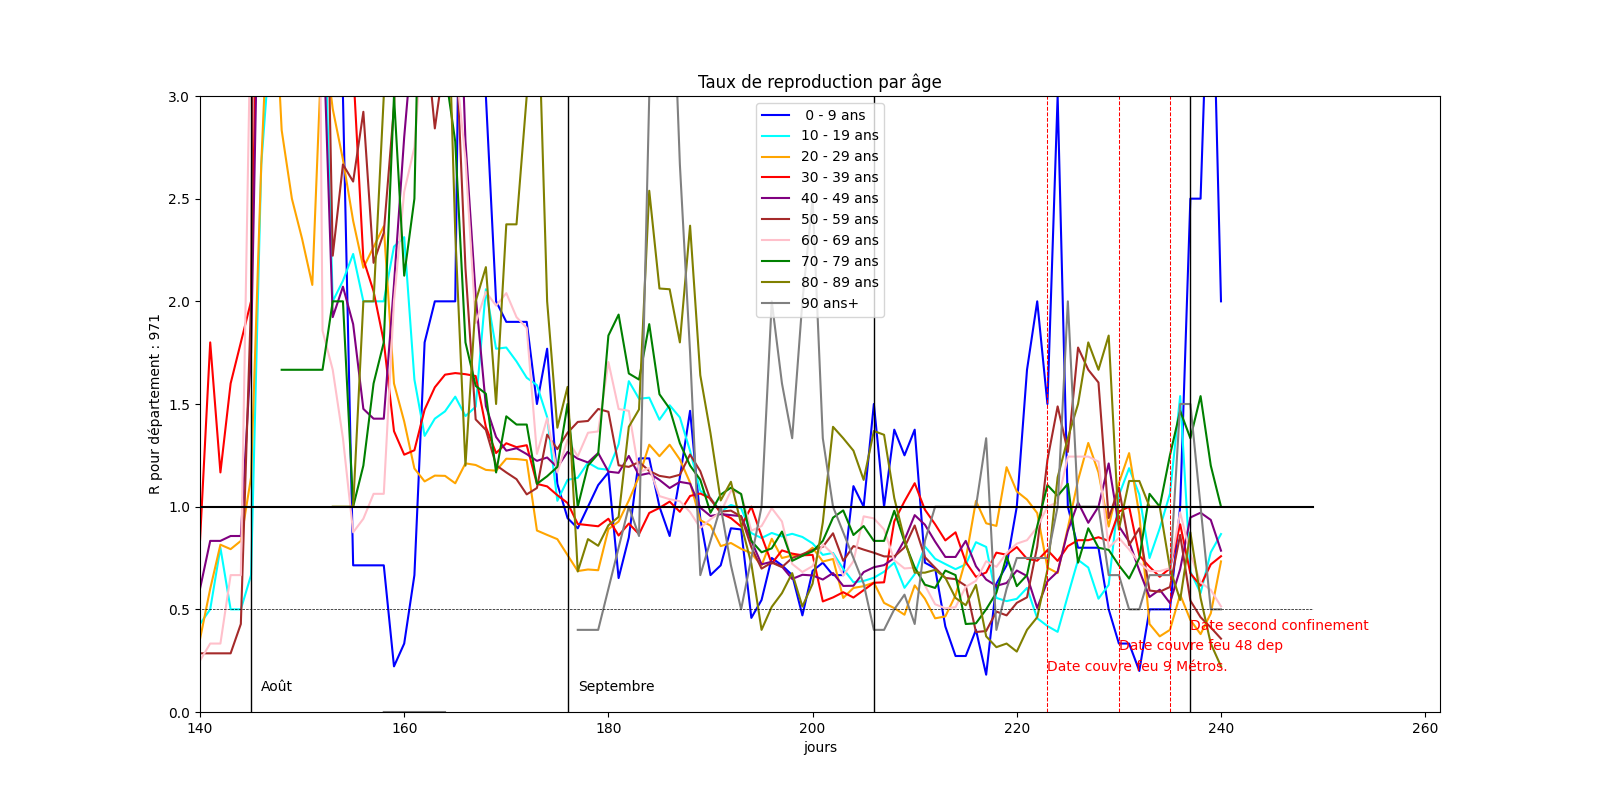 Taux de reproduction par âge
R pour département : 971
3.0
2.5
2.0
1.5
1.0
0.5
0.0
0 - 9 ans
10 - 19 ans
20 - 29 ans
30 - 39 ans
40 - 49 ans
50 - 59 ans
60 - 69 ans
70 - 79 ans
80 - 89 ans
90 ans+
Date second confinement
Date couvre feu 48 dep
Date couvre feu 9 Métros.
Août
Septembre
140 160 180 200 220 240 260
jours